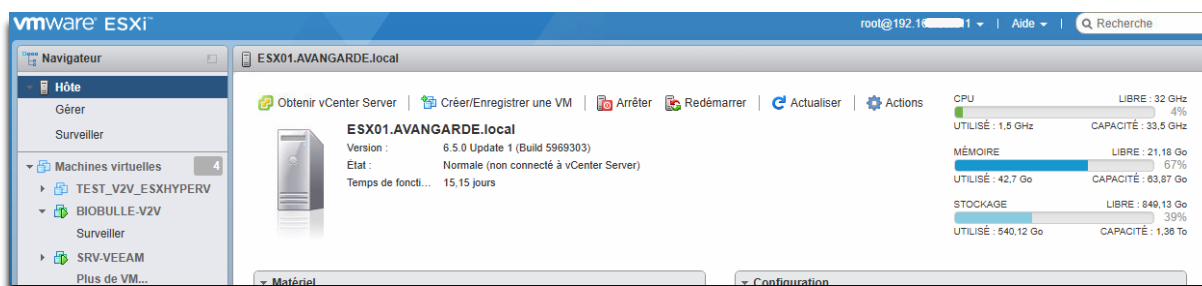 vmware ESXi
root@192.16 1 | Aide | Recherche
Navigateur
ESX01.AVANGARDE.local
Hôte
Gérer
Surveiller
Machines virtuelles 4
TEST_V2V_ESXHYPERV
BIOBULLE-V2V
Surveiller
SRV-VEEAM
Plus de VM...
Obtenir vCenter Server | Créer/Enregistrer une VM | Arrêter Redémarrer | Actualiser | Actions
ESX01.AVANGARDE.local
Version : 6.5.0 Update 1 (Build 5969303)
État : Normale (non connecté à vCenter Server)
Temps de foncti... 15,15 jours
CPU LIBRE : 32 GHz
4%
UTILISÉ : 1,5 GHz CAPACITÉ : 33,5 GHz
MÉMOIRE LIBRE : 21,18 Go
67%
UTILISÉ : 42,7 Go CAPACITÉ : 63,87 Go
STOCKAGE LIBRE : 849,13 Go
39%
UTILISÉ : 540,12 Go CAPACITÉ : 1,36 To
Matériel
Configuration